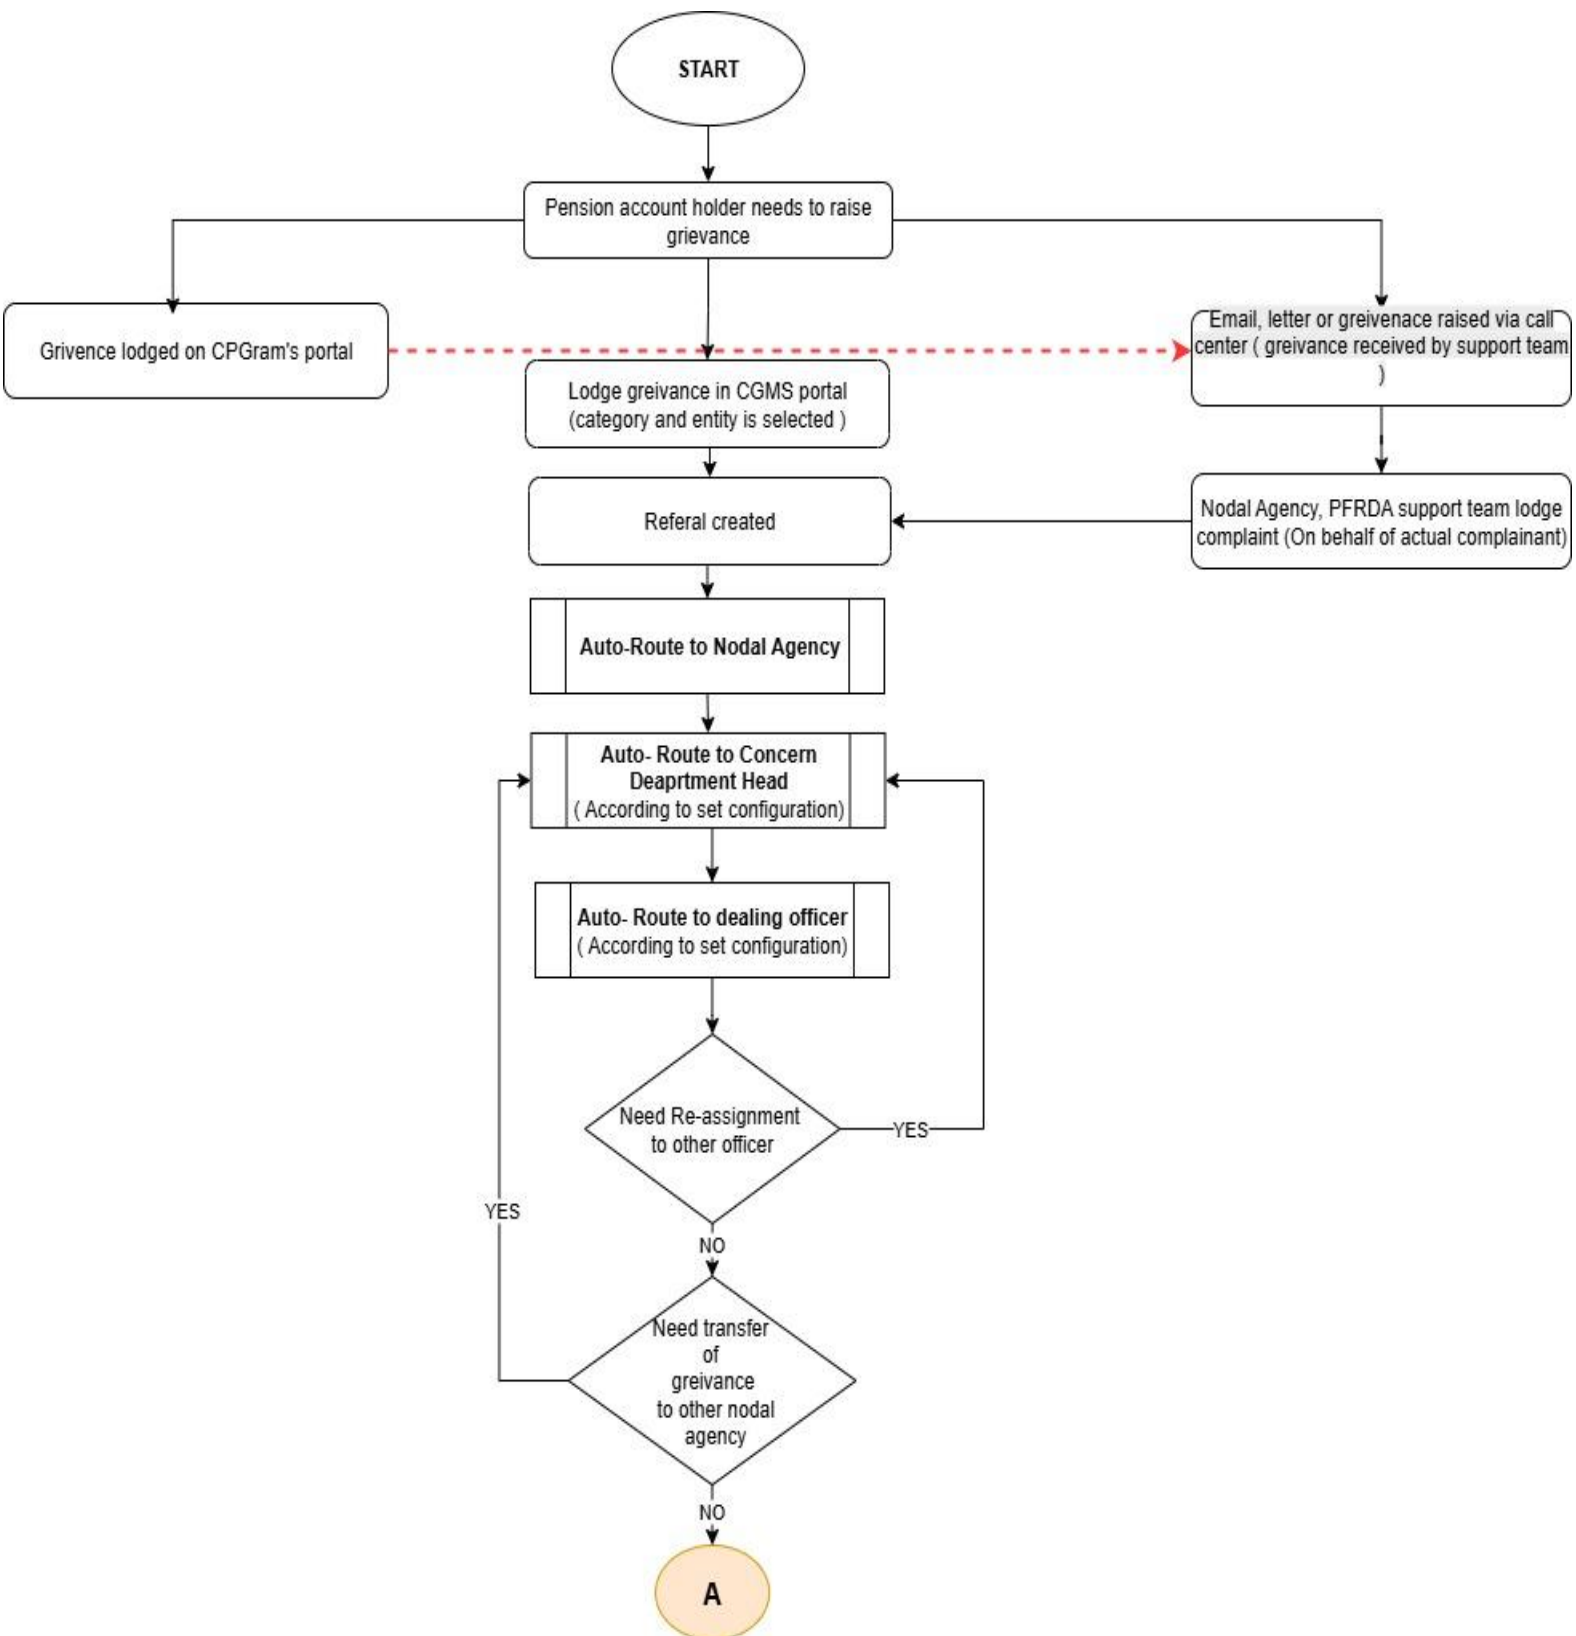 START
Pension account holder needs to raise
grievance
Grivence lodged on CPGram's portal
Email, letter or greivenace raised via call
center ( greivance received by support team
)
Lodge greivance in CGMS portal
(category and entity is selected )
Referal created
Nodal Agency, PFRDA support team lodge
complaint (On behalf of actual complainant)
Auto-Route to Nodal Agency
Auto- Route to Concern
Deaprtment Head
( According to set configuration)
Auto- Route to dealing officer
( According to set configuration)
Need Re-assignment
to other officer
YES
YES
NO
Need transfer
of
greivance
to other nodal
agency
NO
A